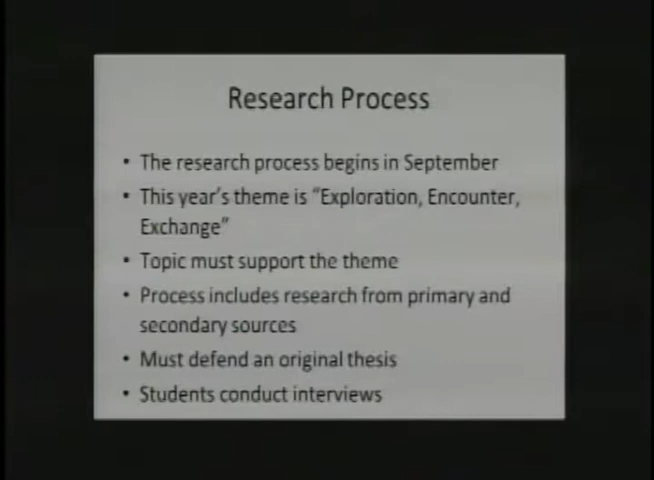 Research Process
• The research process begins in September
• This year's theme is “Exploration, Encounter,
Exchange”
• Topic must support the theme
• Process includes research from primary and
secondary sources
• Must defend an original thesis
• Students conduct interviews